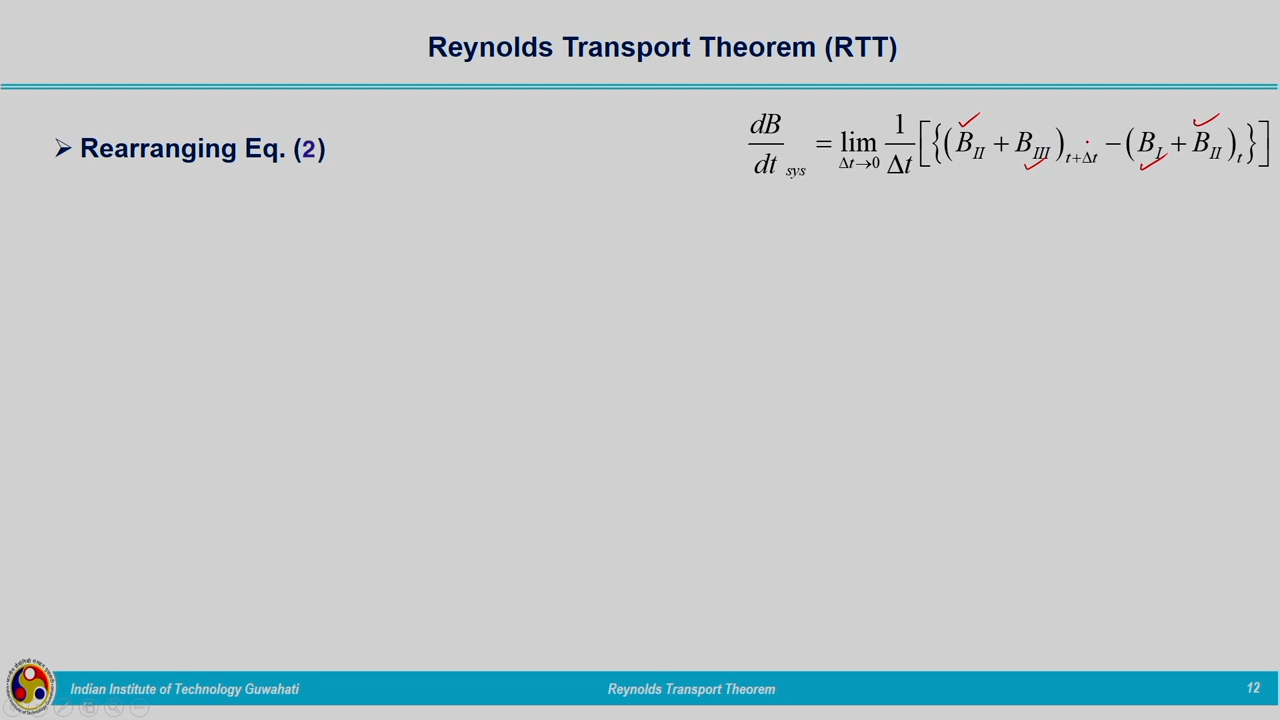 Reynolds Transport Theorem (RTT)
➢ Rearranging Eq. (2)
dB/dt sys = lim Δt→0 1/Δt [{(B_II + B_III)_t+Δt − (B_I + B_II)_t}]
Indian Institute of Technology Guwahati
Reynolds Transport Theorem
12